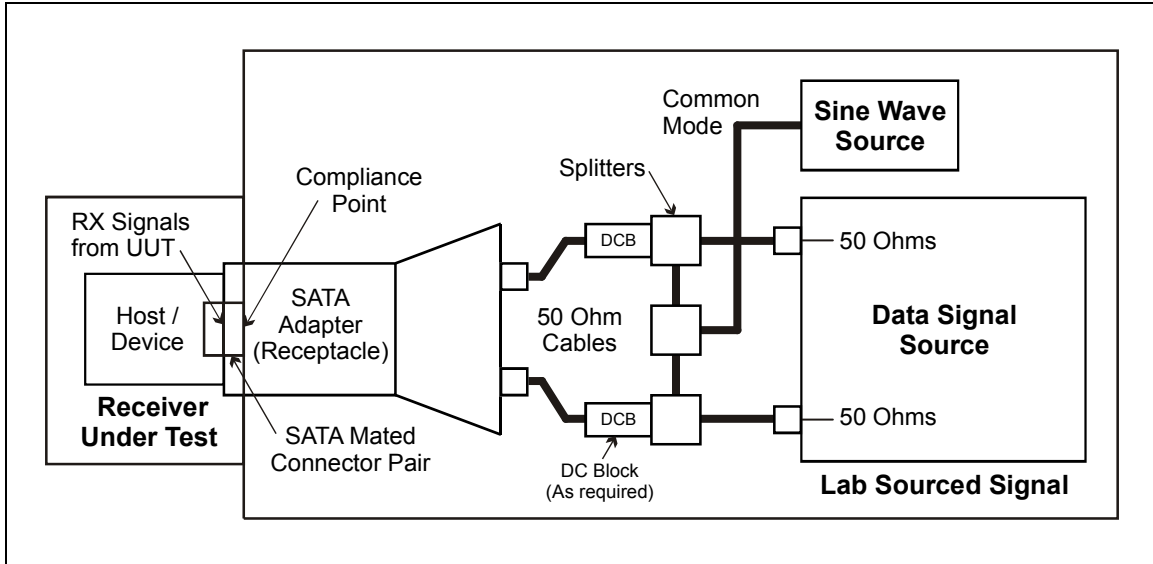 Common
Mode
Sine Wave
Source
Splitters
Compliance
Point
RX Signals
from UUT
DCB
50 Ohms
Host /
Device
SATA
Adapter
(Receptacle)
50 Ohm
Cables
Data Signal
Source
Receiver
Under Test
SATA Mated
Connector Pair
DCB
50 Ohms
DC Block
(As required)
Lab Sourced Signal